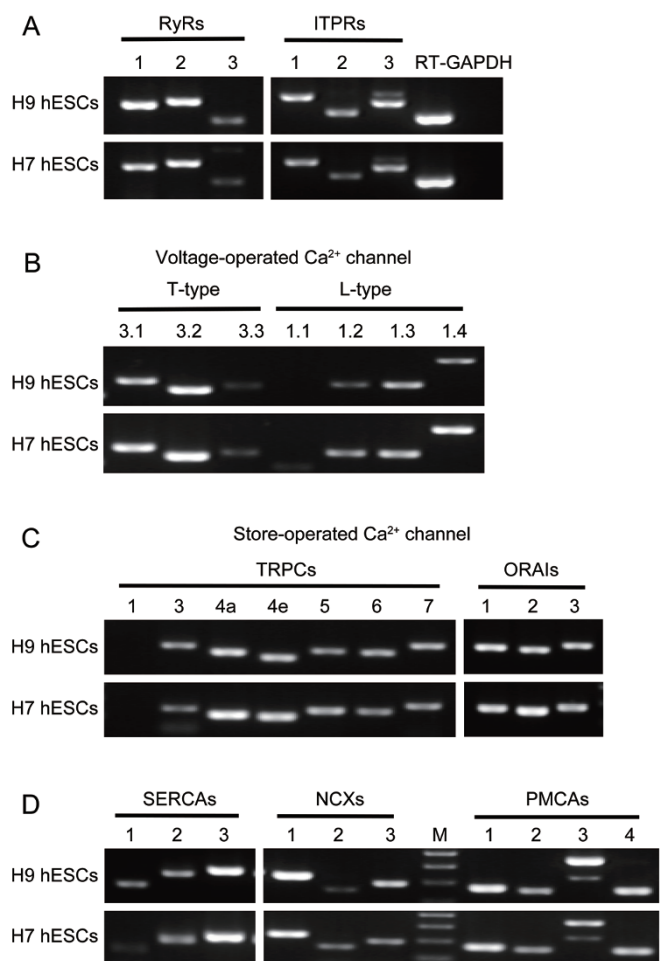 A
RyRs ITPRs
1 2 3 1 2 3 RT-GAPDH
H9 hESCs
H7 hESCs
B
Voltage-operated Ca²⁺ channel
T-type L-type
3.1 3.2 3.3 1.1 1.2 1.3 1.4
H9 hESCs
H7 hESCs
C
Store-operated Ca²⁺ channel
TRPCs ORAIs
1 3 4a 4e 5 6 7 1 2 3
H9 hESCs
H7 hESCs
D
SERCAs NCXs PMCAs
1 2 3 1 2 3 M 1 2 3 4
H9 hESCs
H7 hESCs